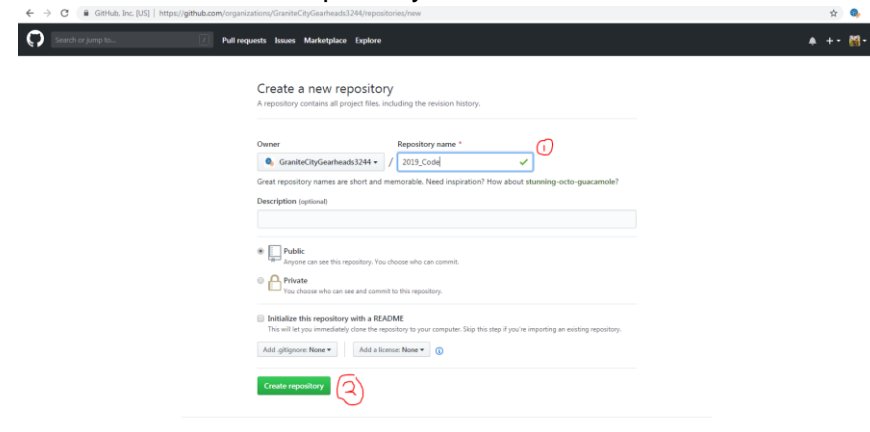 GitHub, Inc. [US] | https://github.com/organizations/GraniteCityGearheads3244/repositories/new
Search or jump to... /
Pull requests Issues Marketplace Explore
Create a new repository
A repository contains all project files, including the revision history.
Owner Repository name *
GraniteCityGearheads3244 / 2019_Code
1
Great repository names are short and memorable. Need inspiration? How about stunning-octo-guacamole?
Description (optional)
Public
Anyone can see this repository. You choose who can commit.
Private
You choose who can see and commit to this repository.
Initialize this repository with a README
This will let you immediately clone the repository to your computer. Skip this step if you're importing an existing repository.
Add .gitignore: None Add a license: None
Create repository
2